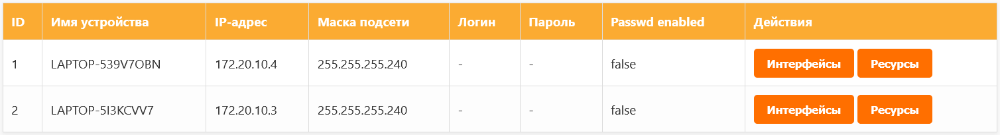 ID Имя устройства IP-адрес Маска подсети Логин Пароль Passwd enabled Действия
1 LAPTOP-539V7OBN 172.20.10.4 255.255.255.240 - - false Интерфейсы Ресурсы
2 LAPTOP-5I3KCVV7 172.20.10.3 255.255.255.240 - - false Интерфейсы Ресурсы